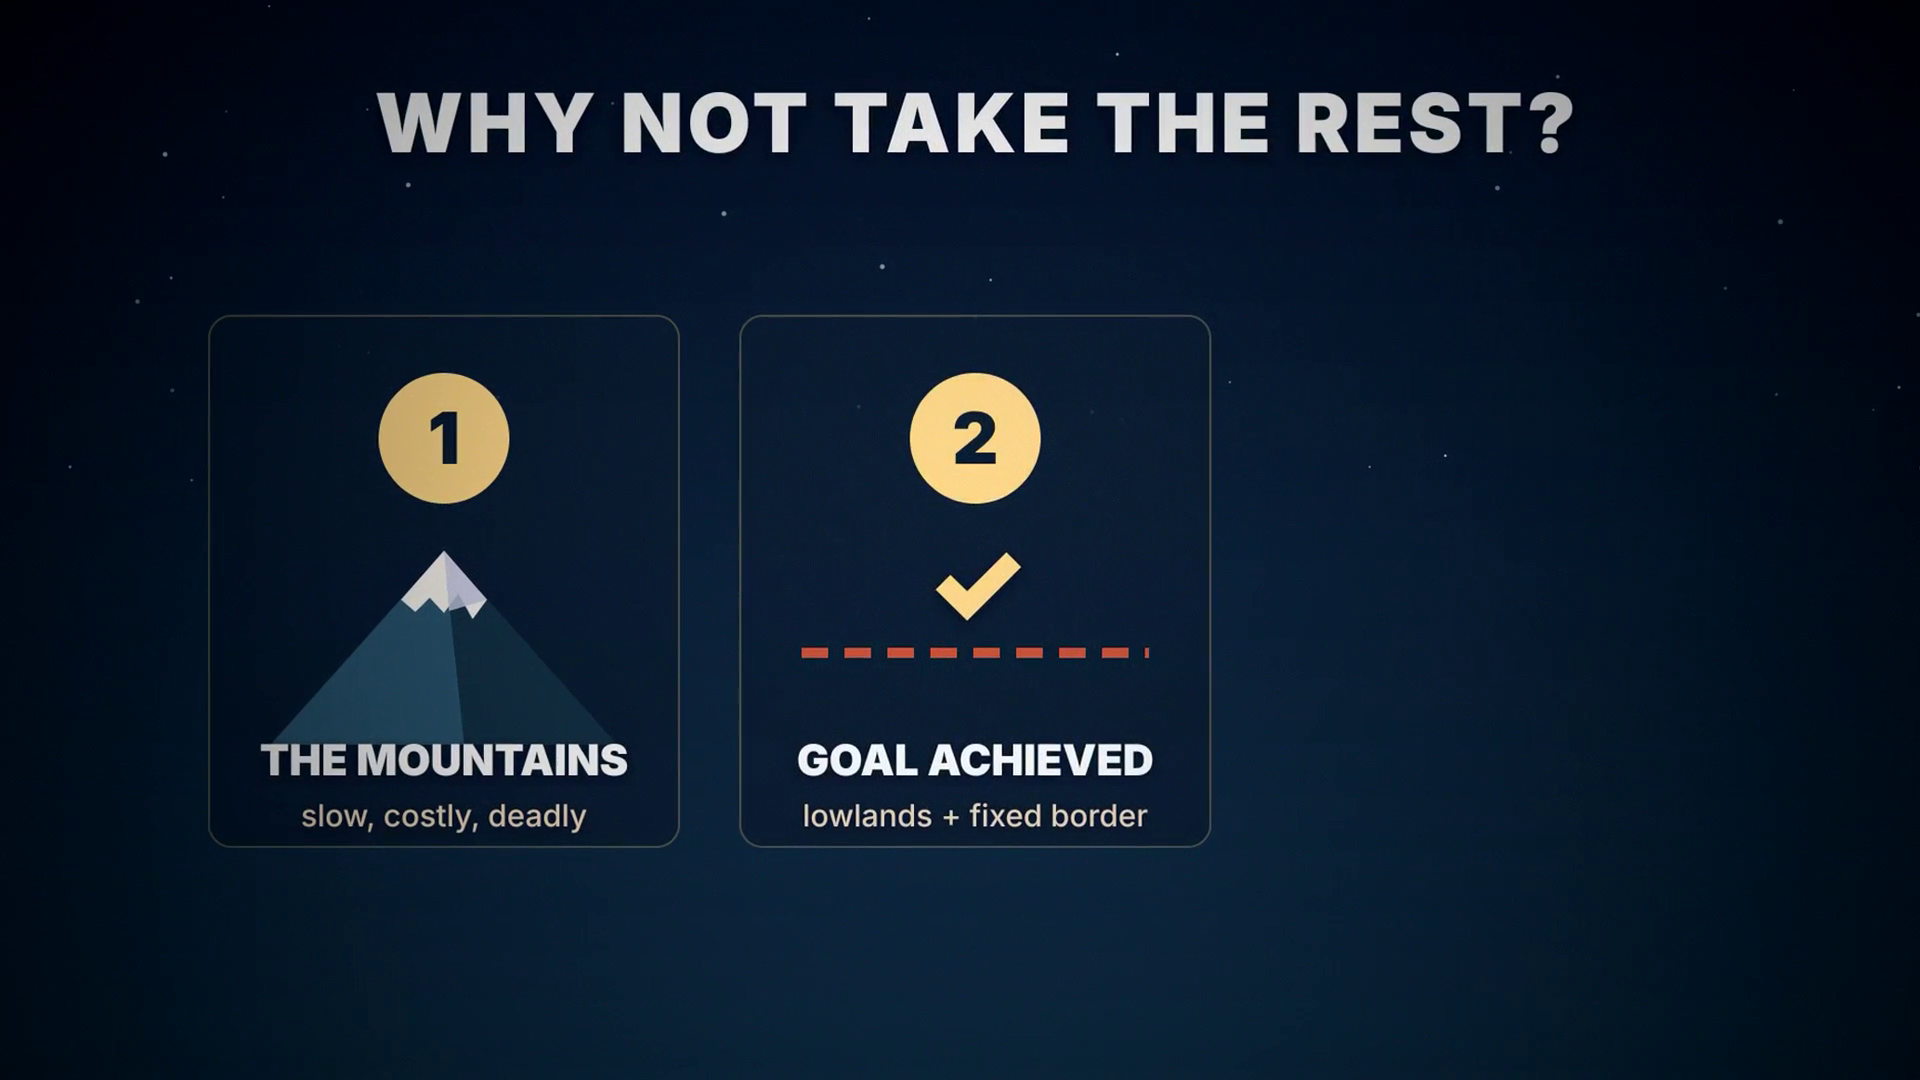 WHY NOT TAKE THE REST?
1
THE MOUNTAINS
slow, costly, deadly
2
GOAL ACHIEVED
lowlands + fixed border